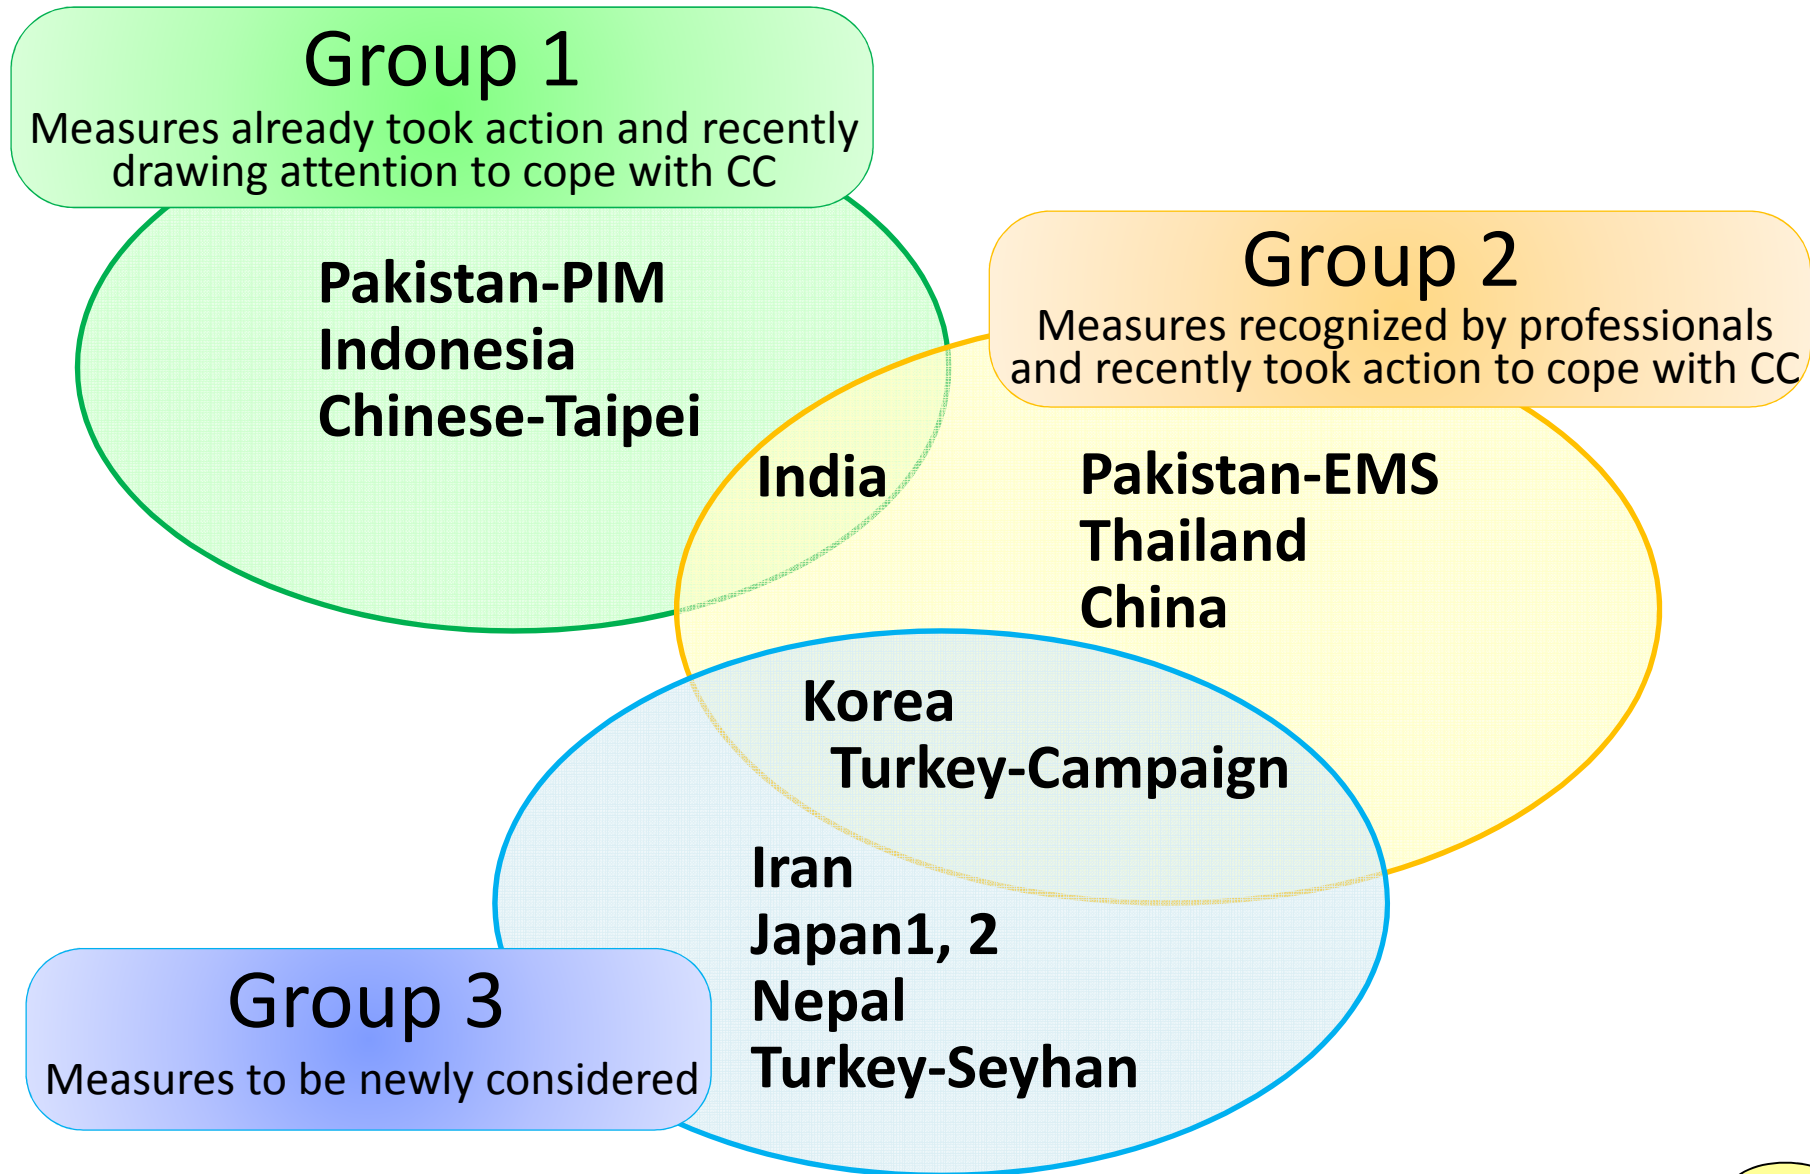 Group 1
Measures already took action and recently
drawing attention to cope with CC
Pakistan-PIM
Indonesia
Chinese-Taipei
India
Group 2
Measures recognized by professionals
and recently took action to cope with CC
Pakistan-EMS
Thailand
China
Korea
Turkey-Campaign
Iran
Japan1, 2
Nepal
Turkey-Seyhan
Group 3
Measures to be newly considered